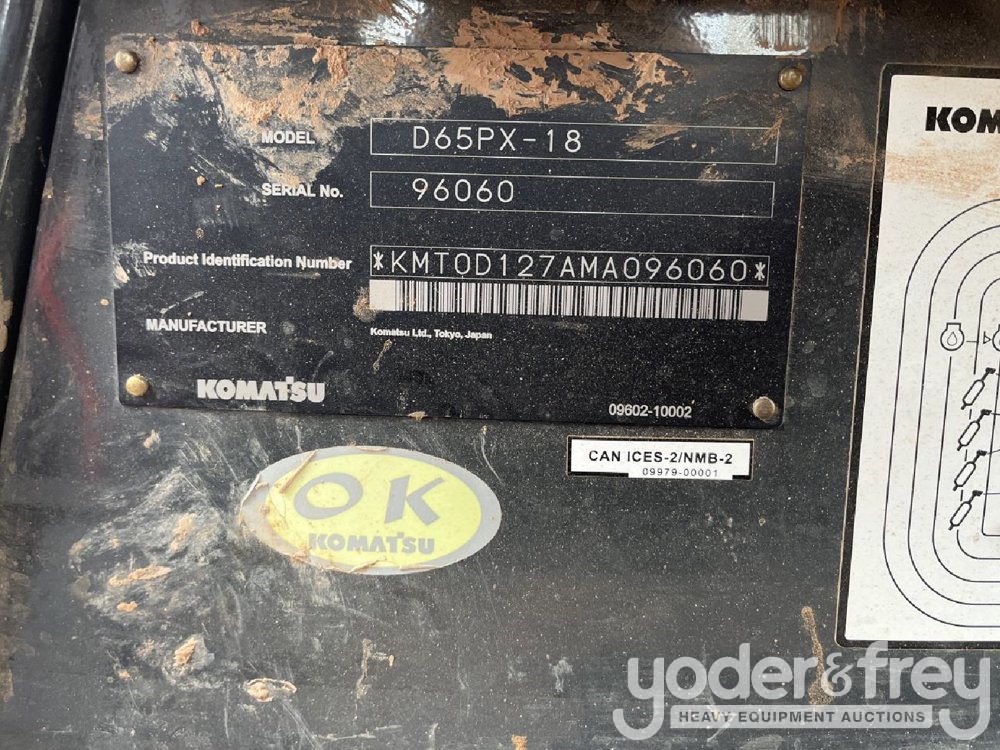 MODEL D65PX-18
SERIAL No. 96060
Product Identification Number *KMT0D127AMA096060*
MANUFACTURER Komatsu Ltd., Tokyo, Japan
KOMATSU
09602-10002
CAN ICES-2/NMB-2
09979-00001
OK
KOMATSU
KOM
yoder&frey
HEAVY EQUIPMENT AUCTIONS